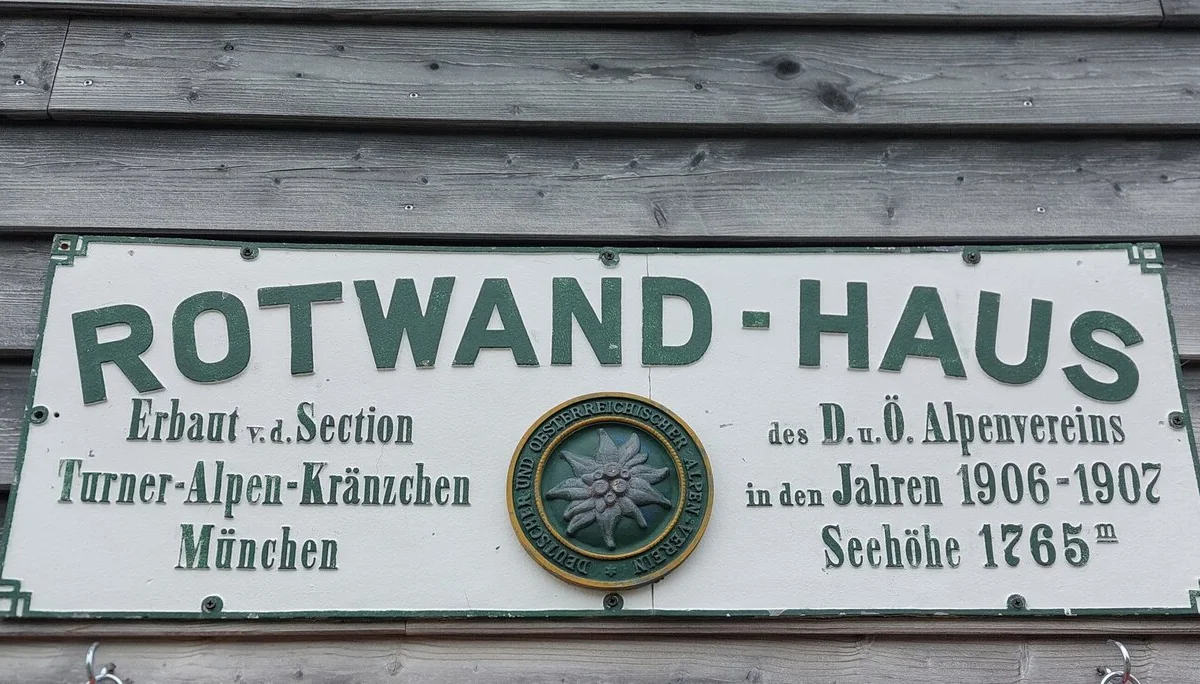 ROTWAND-HAUS
Erbaut v.d. Section
Turner-Alpen-Kränzchen
München
DEUTSCHER UND OESTERREICHISCHER ALPEN-VEREIN *
des D.u.Ö. Alpenvereins
in den Jahren 1906-1907
Seehöhe 1765 m